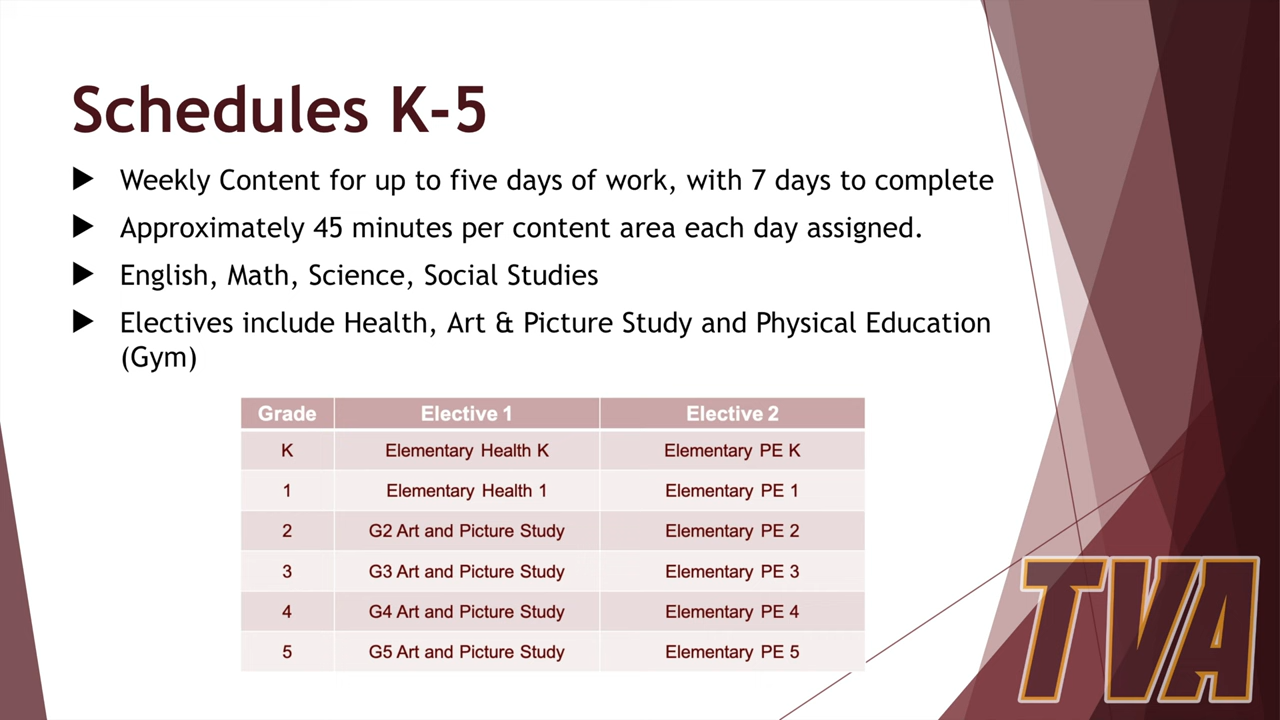 Schedules K-5
Weekly Content for up to five days of work, with 7 days to complete
Approximately 45 minutes per content area each day assigned.
English, Math, Science, Social Studies
Electives include Health, Art & Picture Study and Physical Education
(Gym)
Grade Elective 1 Elective 2
K Elementary Health K Elementary PE K
1 Elementary Health 1 Elementary PE 1
2 G2 Art and Picture Study Elementary PE 2
3 G3 Art and Picture Study Elementary PE 3
4 G4 Art and Picture Study Elementary PE 4
5 G5 Art and Picture Study Elementary PE 5
TVA